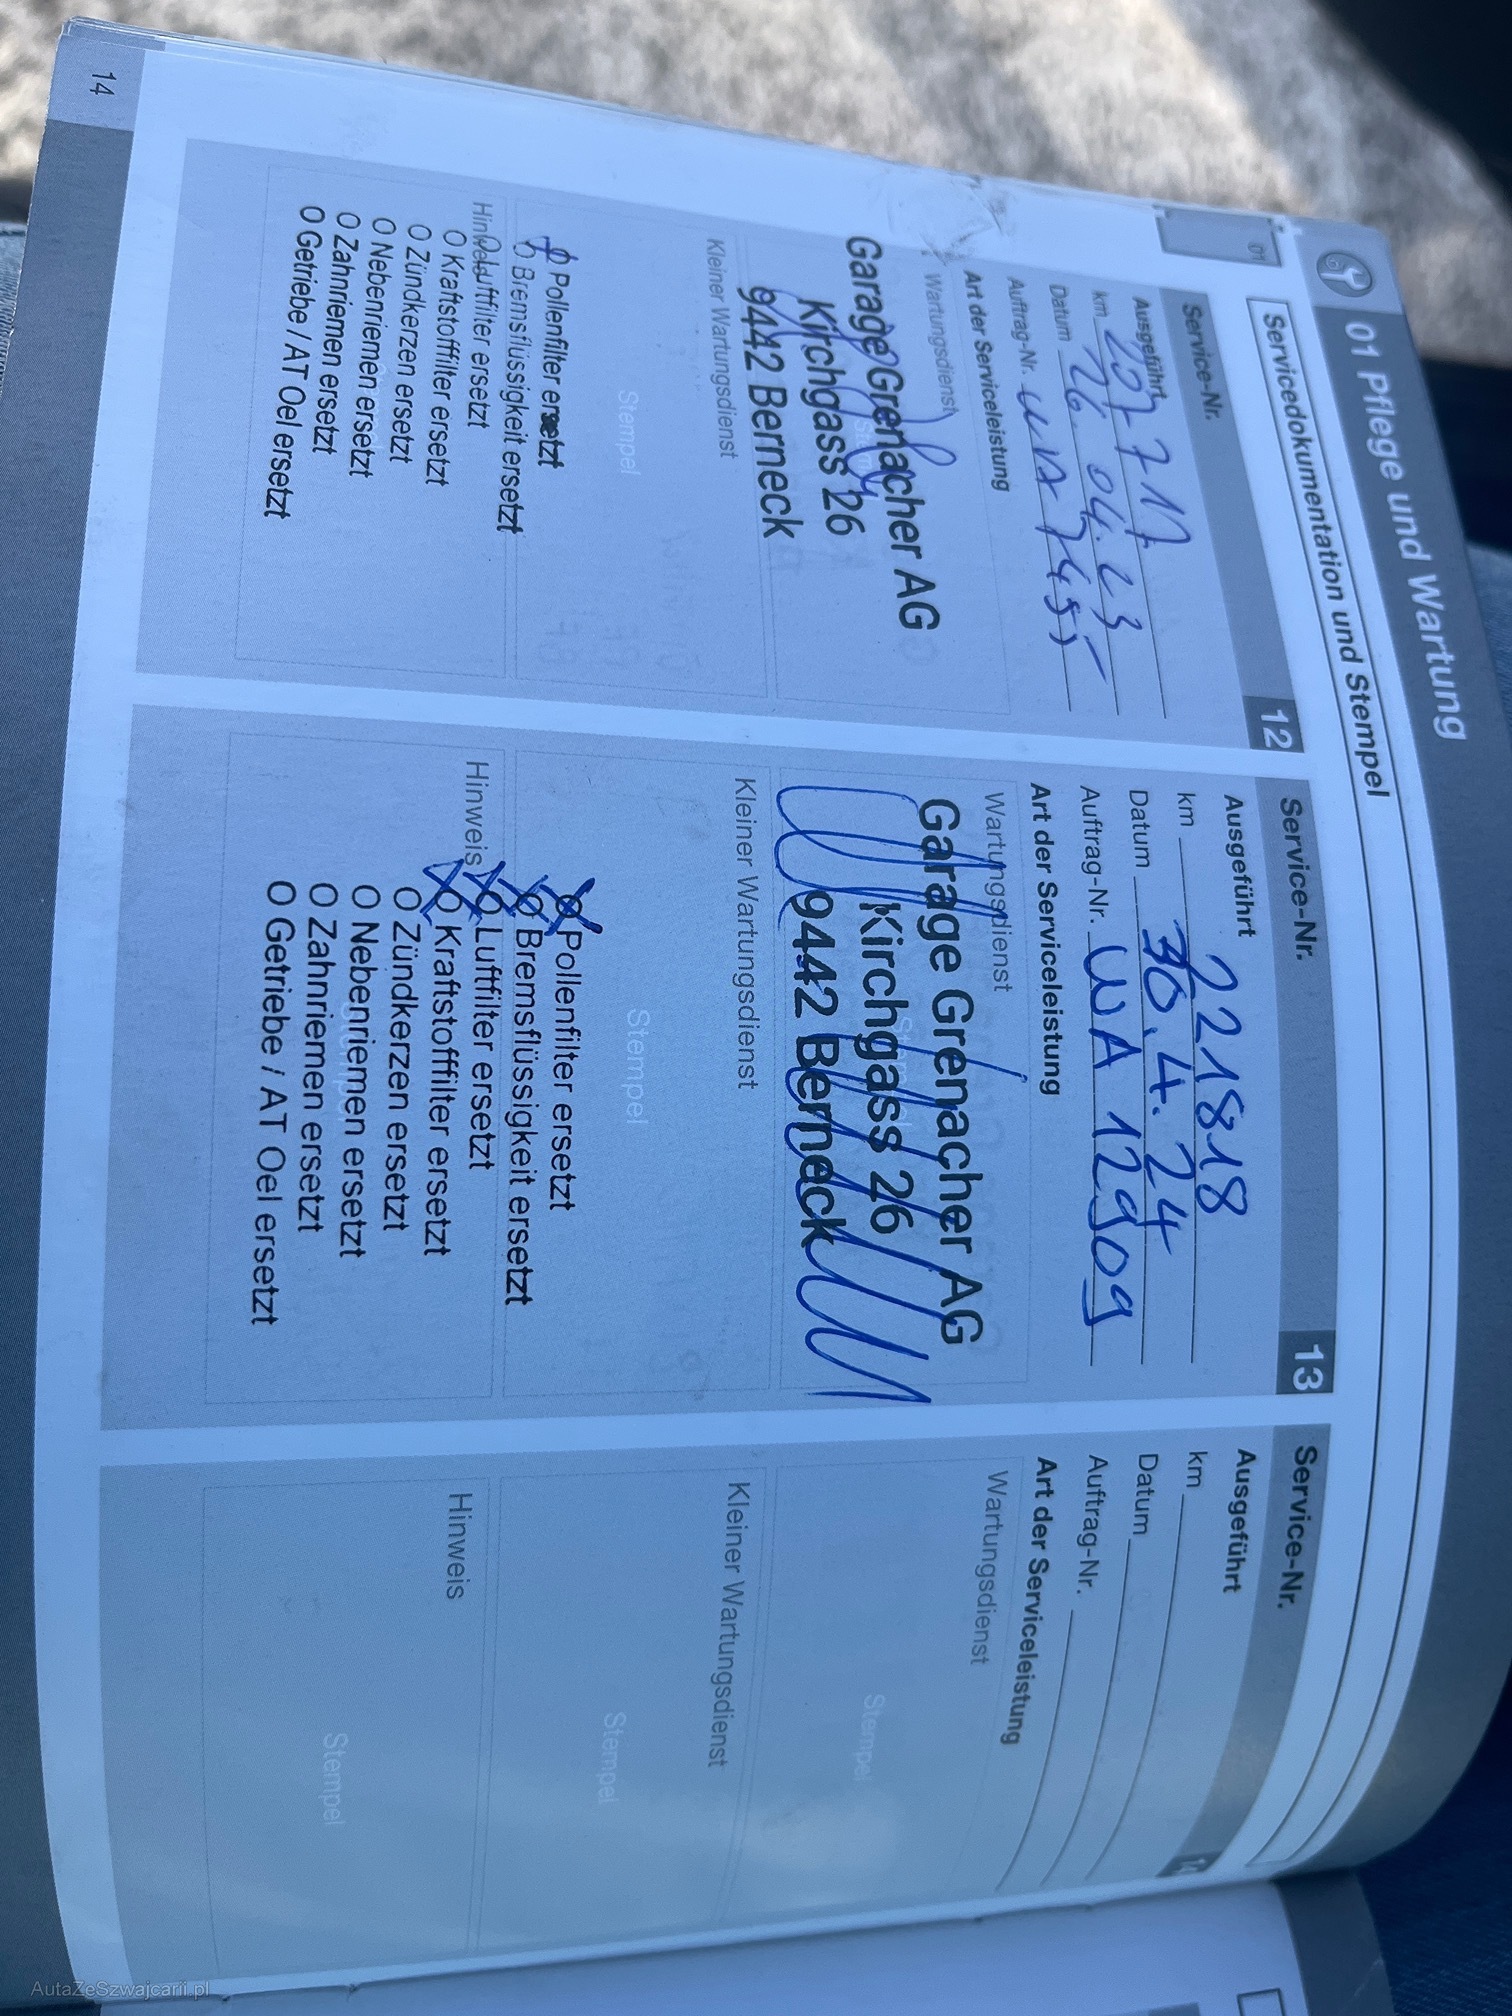 01 Pflege und Wartung
Servicedokumentation und Stempel
01
Service-Nr. 12
Ausgeführt
km 207717
Datum 26.04.23
Auftrag-Nr.
Art der Serviceleistung
Wartungsdienst
Garage Grenacher AG
Kirchgass 26
9442 Berneck
Kleiner Wartungsdienst
Stempel
O Pollenfilter ersetzt
O Bremsflüssigkeit ersetzt
Hinweis
O Luftfilter ersetzt
O Kraftstofffilter ersetzt
O Zündkerzen ersetzt
O Nebenriemen ersetzt
O Zahnriemen ersetzt
O Getriebe / AT Oel ersetzt
Service-Nr. 13
Ausgeführt
km 221818
Datum 30.4.24
Auftrag-Nr. WA 12909
Art der Serviceleistung
Wartungsdienst
Garage Grenacher AG
Kirchgass 26
9442 Berneck
Kleiner Wartungsdienst
Stempel
O Pollenfilter ersetzt
O Bremsflüssigkeit ersetzt
Hinweis
O Luftfilter ersetzt
O Kraftstofffilter ersetzt
O Zündkerzen ersetzt
O Nebenriemen ersetzt
O Zahnriemen ersetzt
O Getriebe / AT Oel ersetzt
Service-Nr.
Ausgeführt
km
Datum
Auftrag-Nr.
Art der Serviceleistung
Wartungsdienst
Stempel
Kleiner Wartungsdienst
Stempel
Hinweis
Stempel
14
AutaZeSzwajcarii.pl